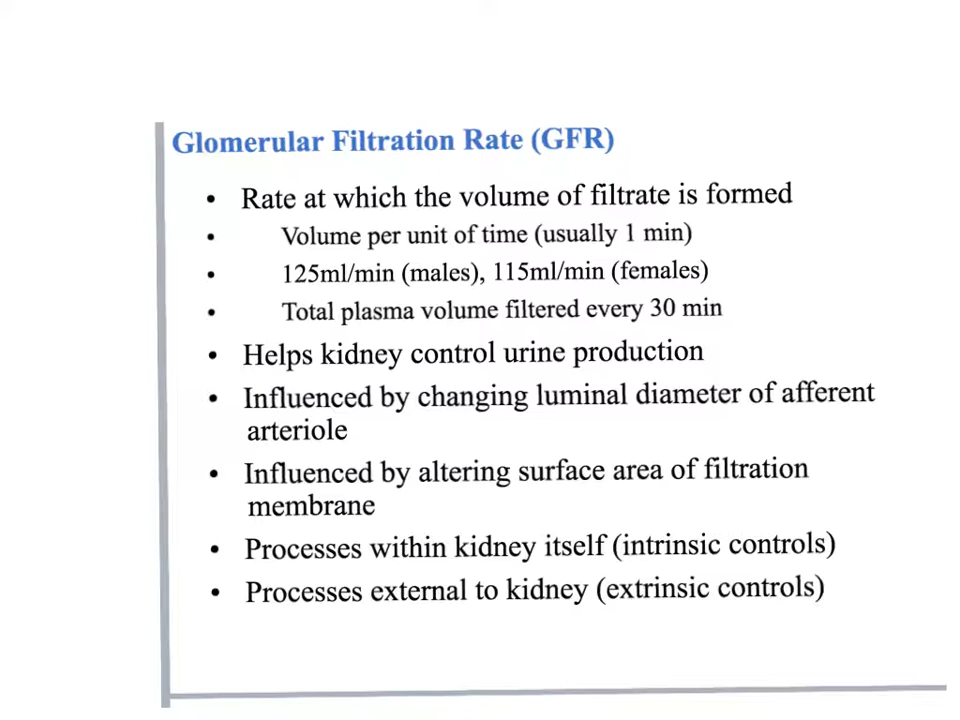 Glomerular Filtration Rate (GFR)
• Rate at which the volume of filtrate is formed
• Volume per unit of time (usually 1 min)
• 125ml/min (males), 115ml/min (females)
• Total plasma volume filtered every 30 min
• Helps kidney control urine production
• Influenced by changing luminal diameter of afferent
arteriole
• Influenced by altering surface area of filtration
membrane
• Processes within kidney itself (intrinsic controls)
• Processes external to kidney (extrinsic controls)